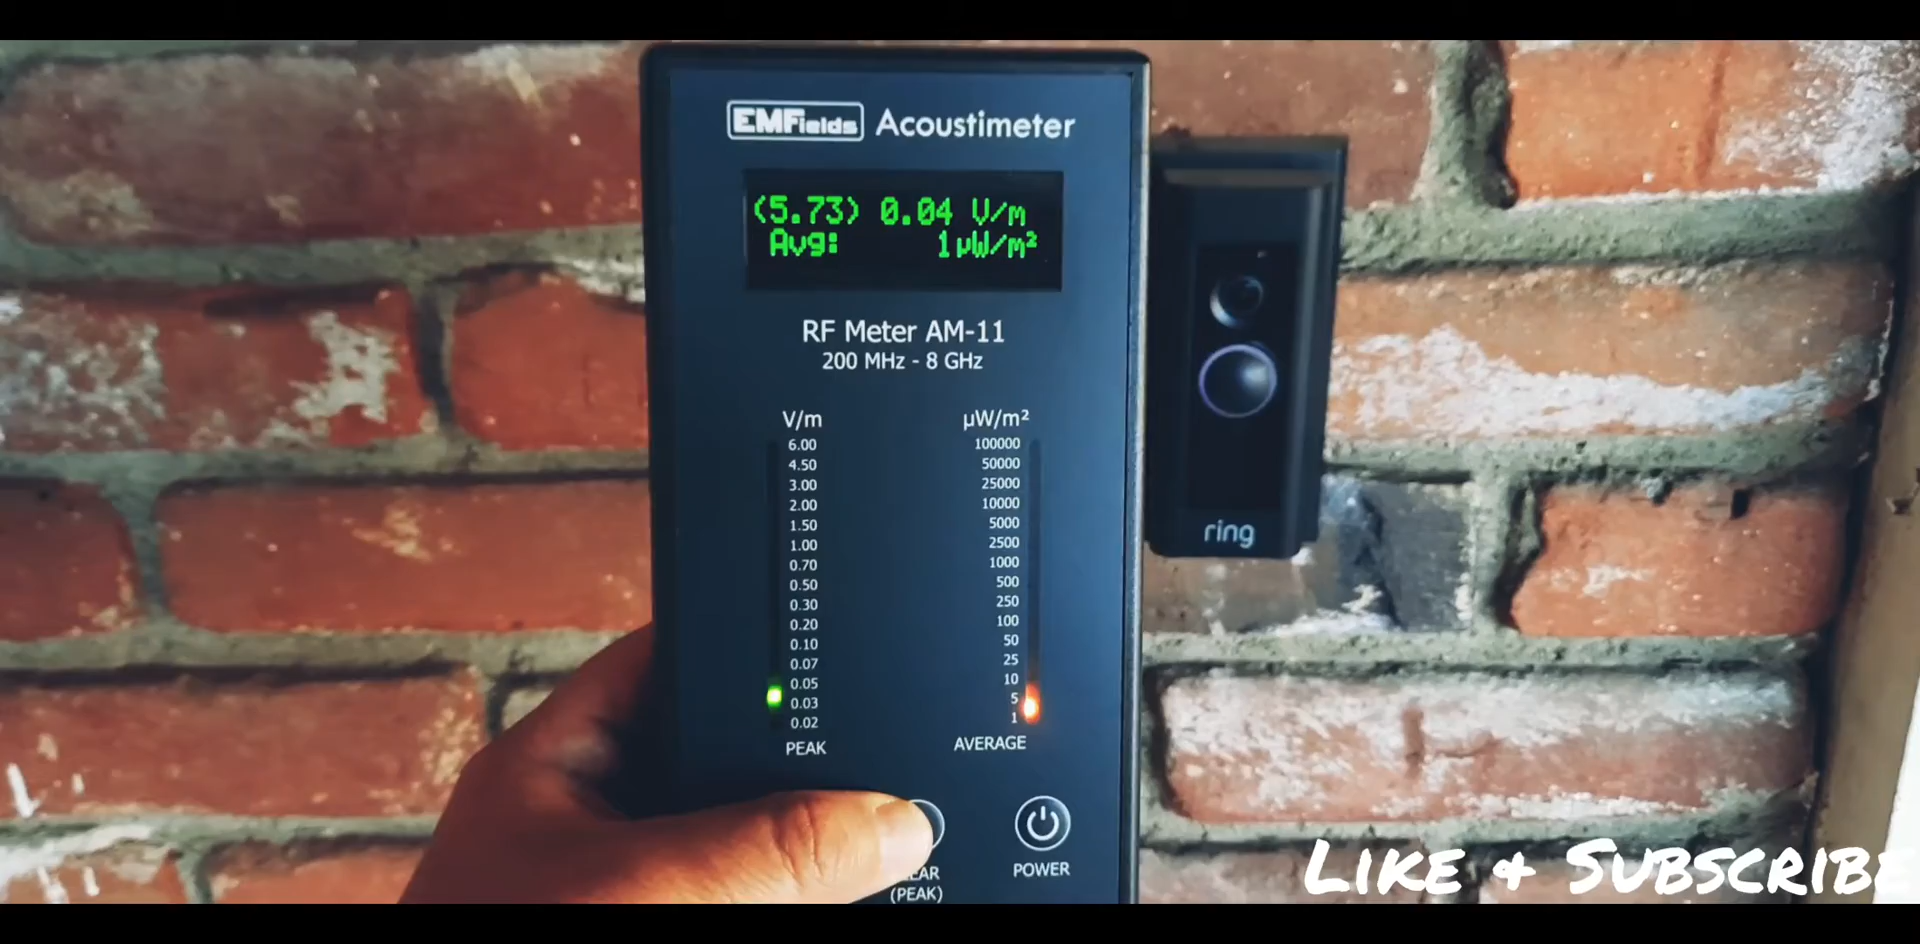 EMFields Acoustimeter
(5.73) 0.04 V/m
Avg: 1µW/m²
RF Meter AM-11
200 MHz - 8 GHz
V/m µW/m²
6.00 100000
4.50 50000
3.00 25000
2.00 10000
1.50 5000
1.00 2500
0.70 1000
0.50 500
0.30 250
0.20 100
0.10 50
0.07 25
0.05 10
0.03 5
0.02 1
PEAK AVERAGE
ring
POWER
(PEAK)
LIKE & SUBSCRIBE